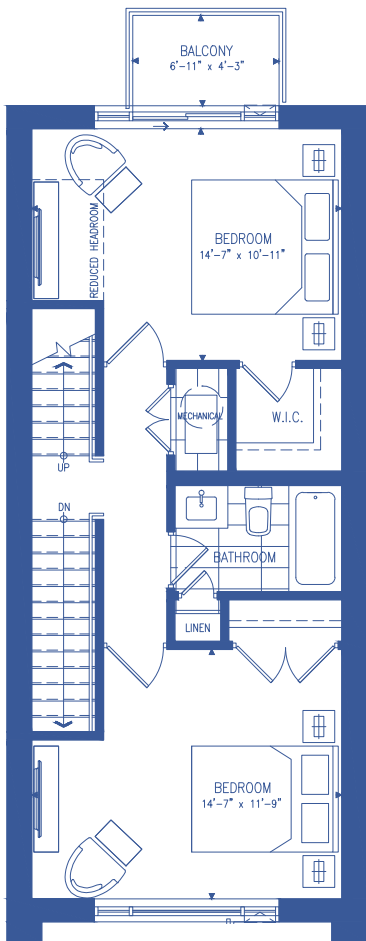 BALCONY
6'-11" x 4'-3"
REDUCED HEADROOM
BEDROOM
14'-7" x 10'-11"
MECHANICAL
W.I.C.
UP
DN
BATHROOM
LINEN
BEDROOM
14'-7" x 11'-9"